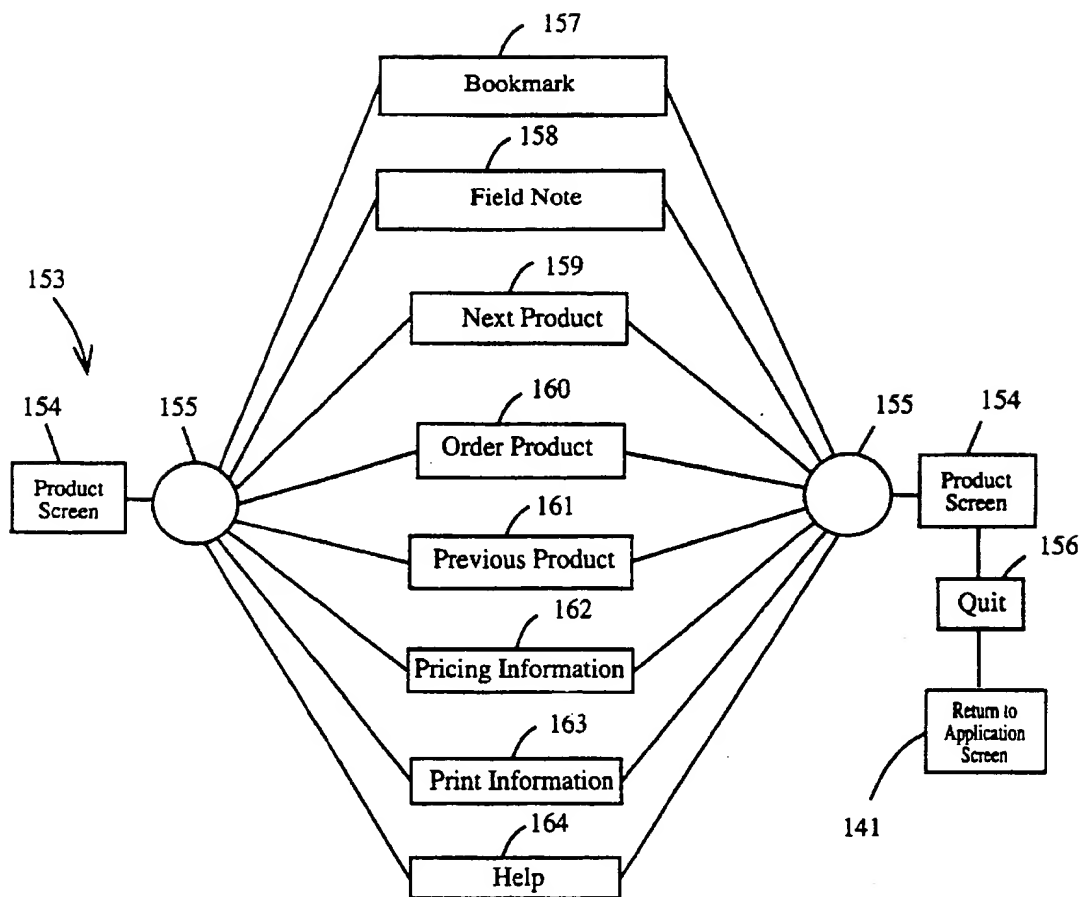 157
Bookmark
158
Field Note
159
153
Next Product
160
154
155
155
154
Order Product
Product
Screen
Product
Screen
161
Previous Product
156
162
Quit
Pricing Information
163
Return to
Application
Screen
Print Information
164
141
Help